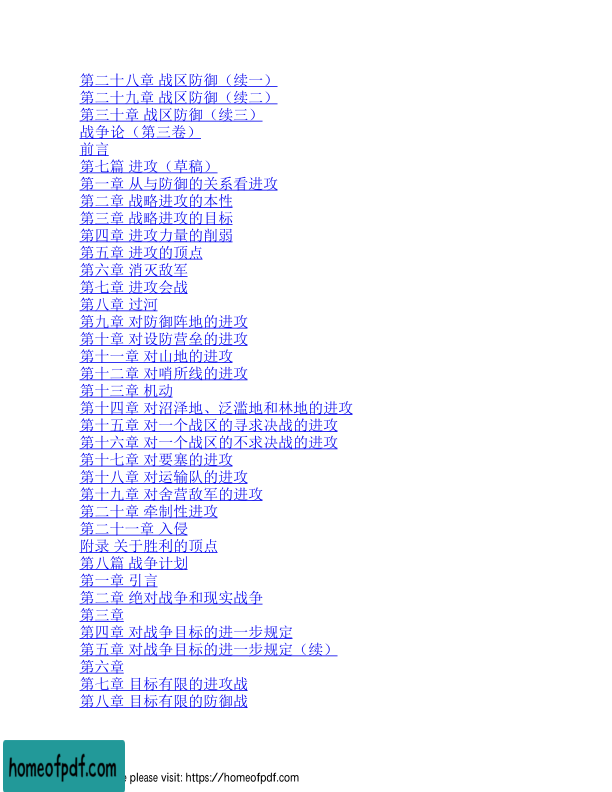 第二十八章 战区防御（续一）
第二十九章 战区防御（续二）
第三十章 战区防御（续三）
战争论（第三卷）
前言
第七篇 进攻（草稿）
第一章 从与防御的关系看进攻
第二章 战略进攻的本性
第三章 战略进攻的目标
第四章 进攻力量的削弱
第五章 进攻的顶点
第六章 消灭敌军
第七章 进攻会战
第八章 过河
第九章 对防御阵地的进攻
第十章 对设防营垒的进攻
第十一章 对山地的进攻
第十二章 对哨所线的进攻
第十三章 机动
第十四章 对沼泽地、泛滥地和林地的进攻
第十五章 对一个战区的寻求决战的进攻
第十六章 对一个战区的不求决战的进攻
第十七章 对要塞的进攻
第十八章 对运输队的进攻
第十九章 对舍营敌军的进攻
第二十章 牵制性进攻
第二十一章 入侵
附录 关于胜利的顶点
第八篇 战争计划
第一章 引言
第二章 绝对战争和现实战争
第三章
第四章 对战争目标的进一步规定
第五章 对战争目标的进一步规定（续）
第六章
第七章 目标有限的进攻战
第八章 目标有限的防御战
homeofpdf.com
please visit: https://homeofpdf.com